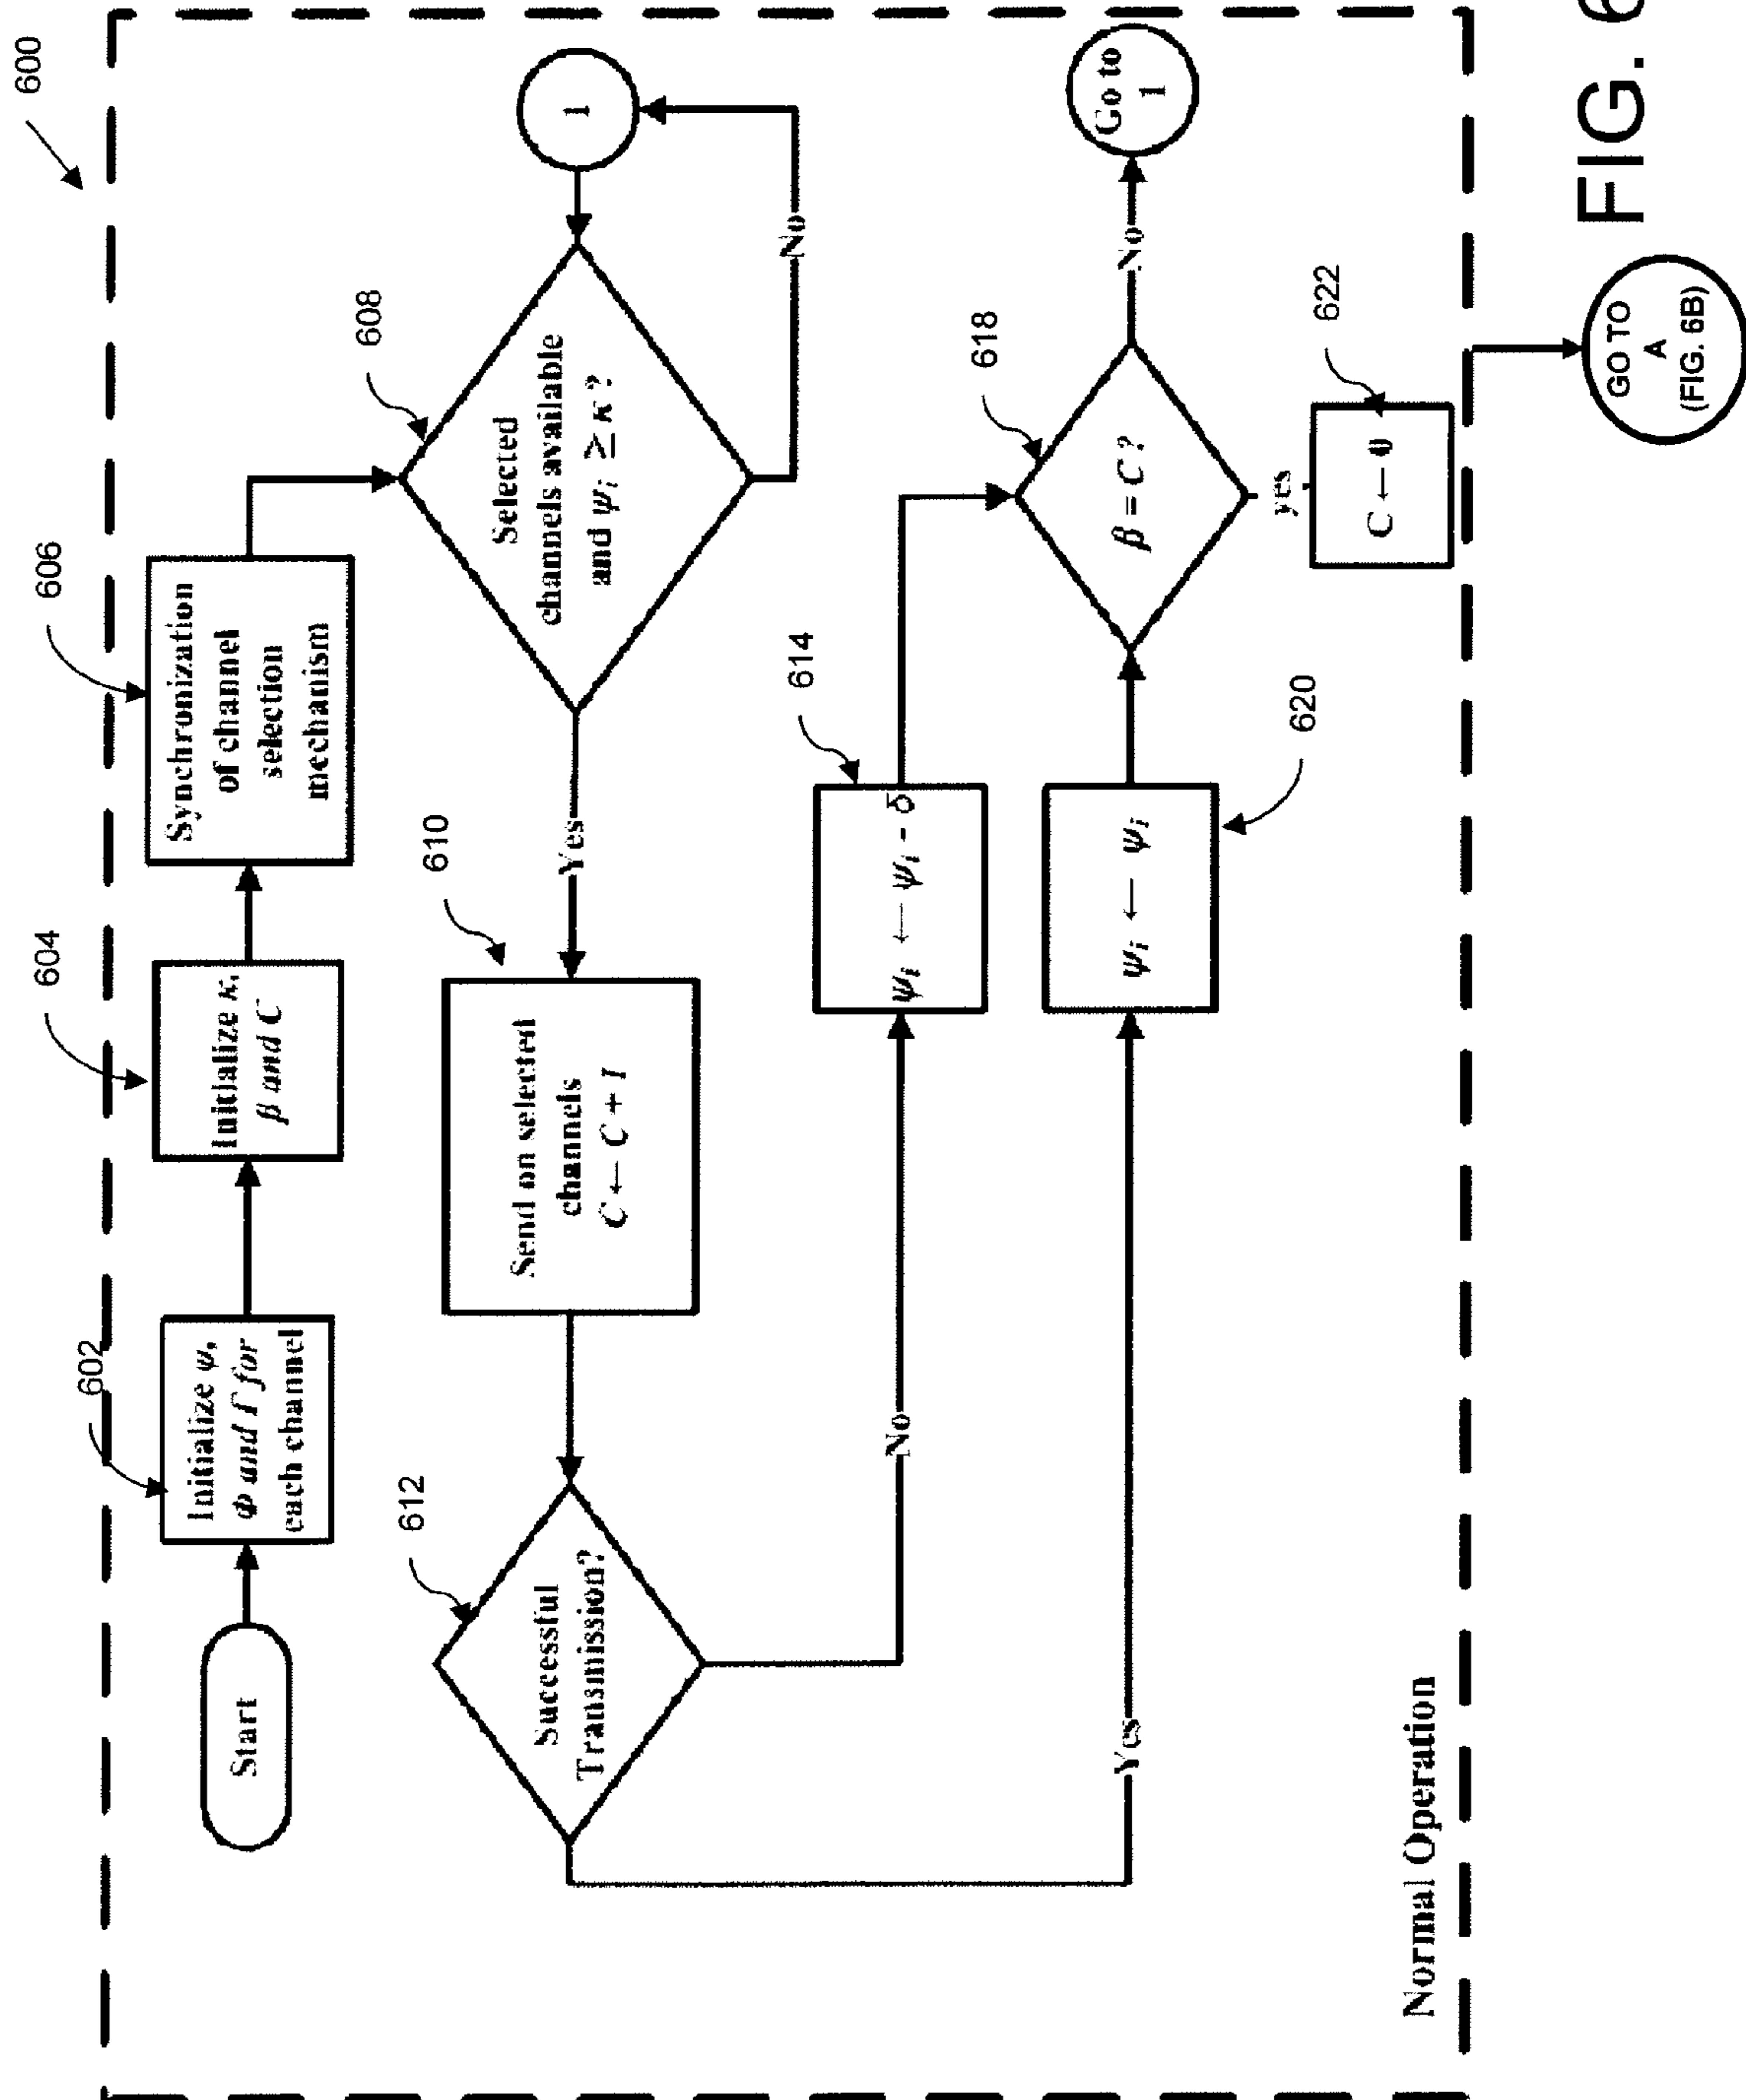 600
602
604
606
Start
Initialize ψ,
Φ and Γ for
each channel
Initialize κ,
β and C
Synchronization
of channel
selection
mechanism
612
610
608
Successful
Transmission?
Send on selected
channels
C ← C + 1
Yes
Selected
channels available
and ψi ≥ κ ?
1
No
No
614
ψi ← ψi - δ
618
Yes
ψi ← ψi
620
β = C ?
No
Go to
1
yes
622
C ← 0
Normal Operation
GO TO
A
(FIG. 6B)
FIG. 6